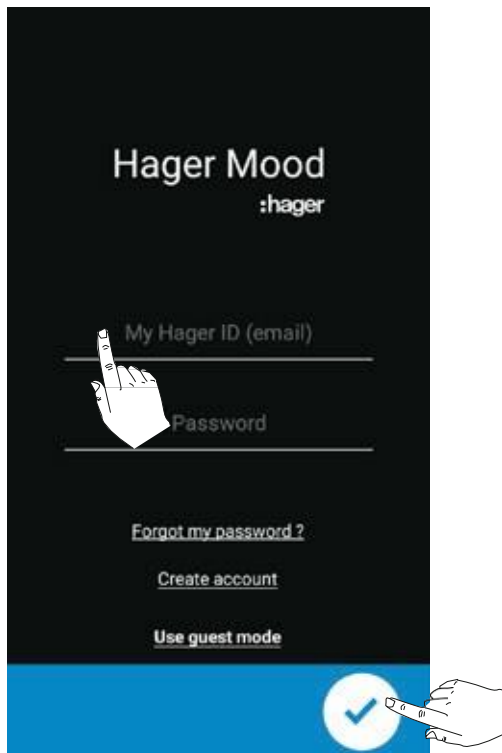 Hager Mood
:hager
My Hager ID (email)
Password
Forgot my password ?
Create account
Use guest mode